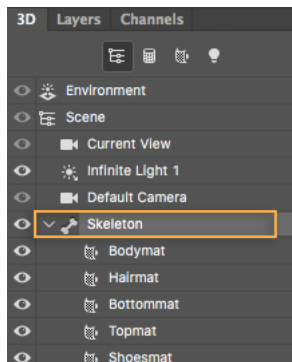 3D Layers Channels
Environment
Scene
Current View
Infinite Light 1
Default Camera
Skeleton
Bodymat
Hairmat
Bottommat
Topmat
Shoesmat